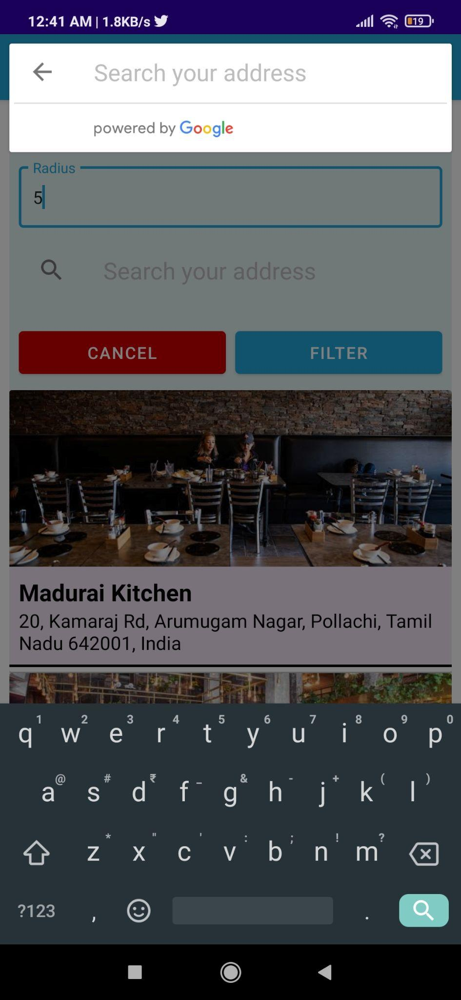 12:41 AM | 1.8KB/s
19
Search your address
powered by Google
Radius
5
Search your address
CANCEL
FILTER
Madurai Kitchen
20, Kamaraj Rd, Arumugam Nagar, Pollachi, Tamil
Nadu 642001, India
1 2 3 4 5 6 7 8 9 0
q w e r t y u i o p
@ # ₹ _ & - + ( )
a s d f g h j k l
* " ' : ; ! ?
z x c v b n m
?123 , .